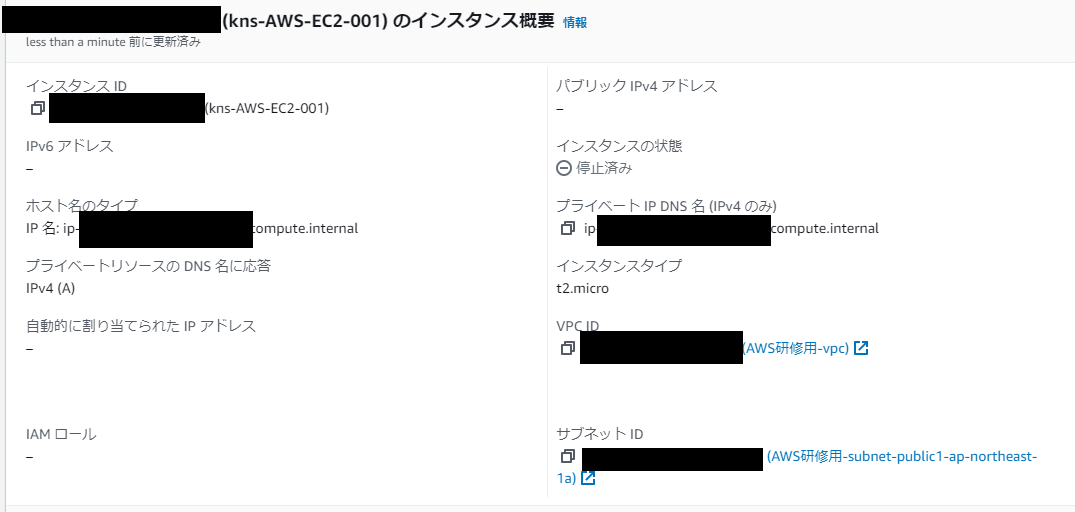 (kns-AWS-EC2-001) のインスタンス概要 情報
less than a minute 前に更新済み
インスタンス ID
(kns-AWS-EC2-001)
パブリック IPv4 アドレス
–
IPv6 アドレス
–
インスタンスの状態
停止済み
ホスト名のタイプ
IP 名: ip- compute.internal
プライベート IP DNS 名 (IPv4 のみ)
ip- compute.internal
プライベートリソースの DNS 名に応答
IPv4 (A)
インスタンスタイプ
t2.micro
自動的に割り当てられた IP アドレス
–
VPC ID
(AWS研修用-vpc)
IAM ロール
–
サブネット ID
(AWS研修用-subnet-public1-ap-northeast-
1a)